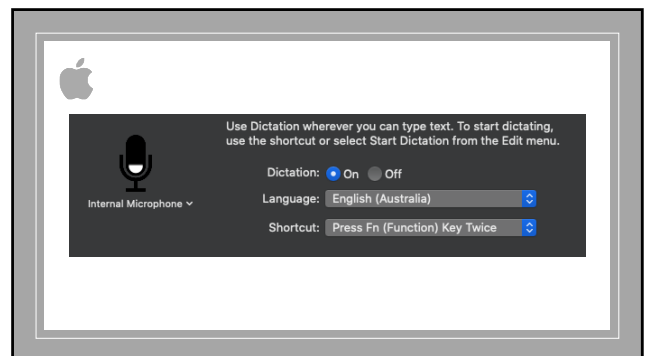 Use Dictation wherever you can type text. To start dictating,
use the shortcut or select Start Dictation from the Edit menu.
Dictation: On Off
Internal Microphone
Language: English (Australia)
Shortcut: Press Fn (Function) Key Twice